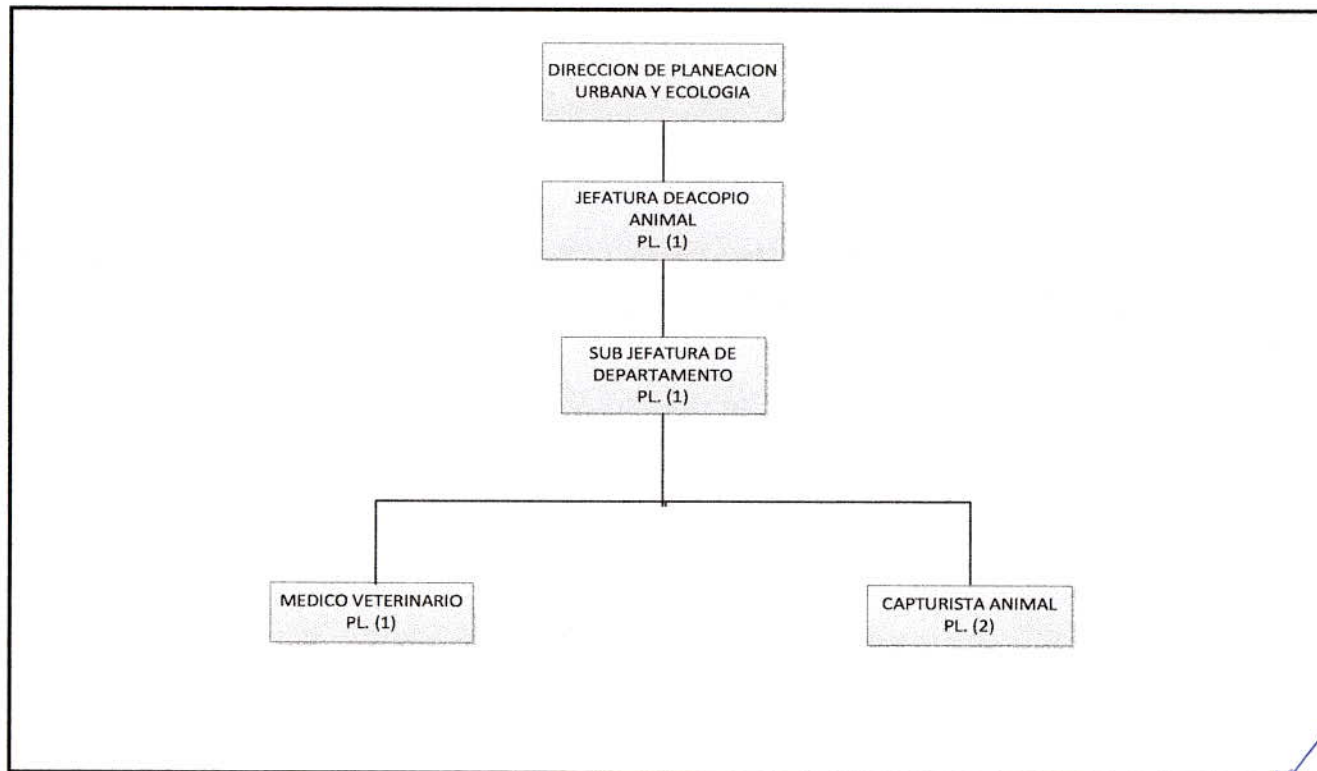 DIRECCION DE PLANEACION
URBANA Y ECOLOGIA
JEFATURA DEACOPIO
ANIMAL
PL. (1)
SUB JEFATURA DE
DEPARTAMENTO
PL. (1)
MEDICO VETERINARIO
PL. (1)
CAPTURISTA ANIMAL
PL. (2)